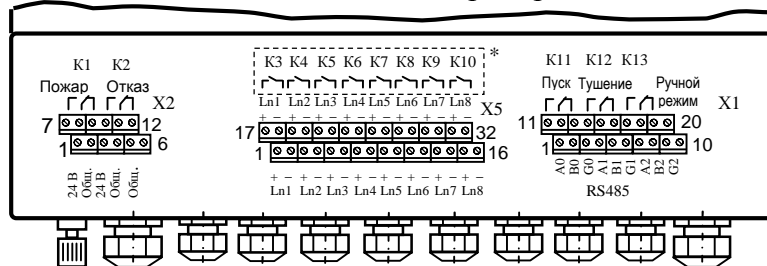 K1 K2
Пожар Отказ
X2
7 12
1 6
24 В Общ. 24 В Общ. Общ.
K3 K4 K5 K6 K7 K8 K9 K10 *
Ln1 Ln2 Ln3 Ln4 Ln5 Ln6 Ln7 Ln8
X5
+ − + − + − + − + − + − + − + −
17 32
1 16
+ − + − + − + − + − + − + − + −
Ln1 Ln2 Ln3 Ln4 Ln5 Ln6 Ln7 Ln8
K11 K12 K13
Пуск Тушение Ручной режим
X1
11 20
1 10
A0 B0 G0 A1 B1 G1 A2 B2 G2
RS485